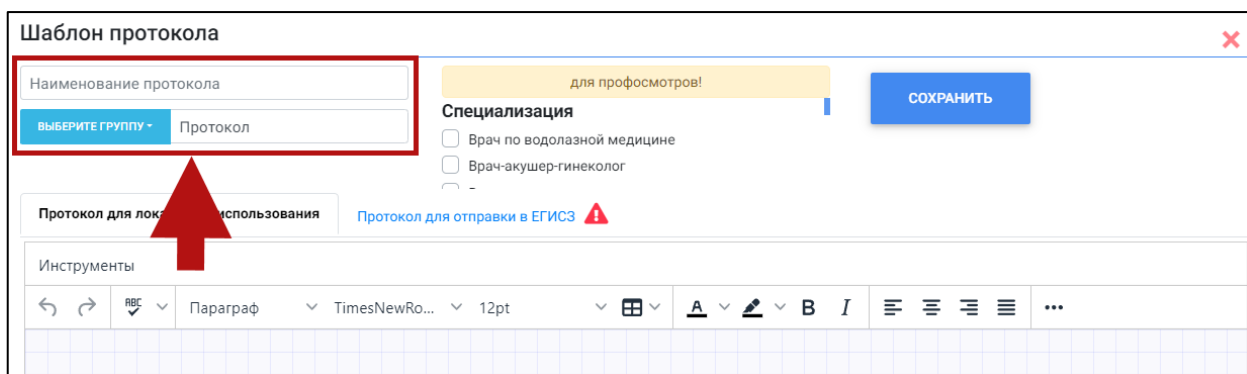 Шаблон протокола
Наименование протокола
ВЫБЕРИТЕ ГРУППУ
Протокол
для профосмотров!
Специализация
Врач по водолазной медицине
Врач-акушер-гинеколог
СОХРАНИТЬ
Протокол для лока использования
Протокол для отправки в ЕГИСЗ
Инструменты
Параграф TimesNewRo... 12pt A B I